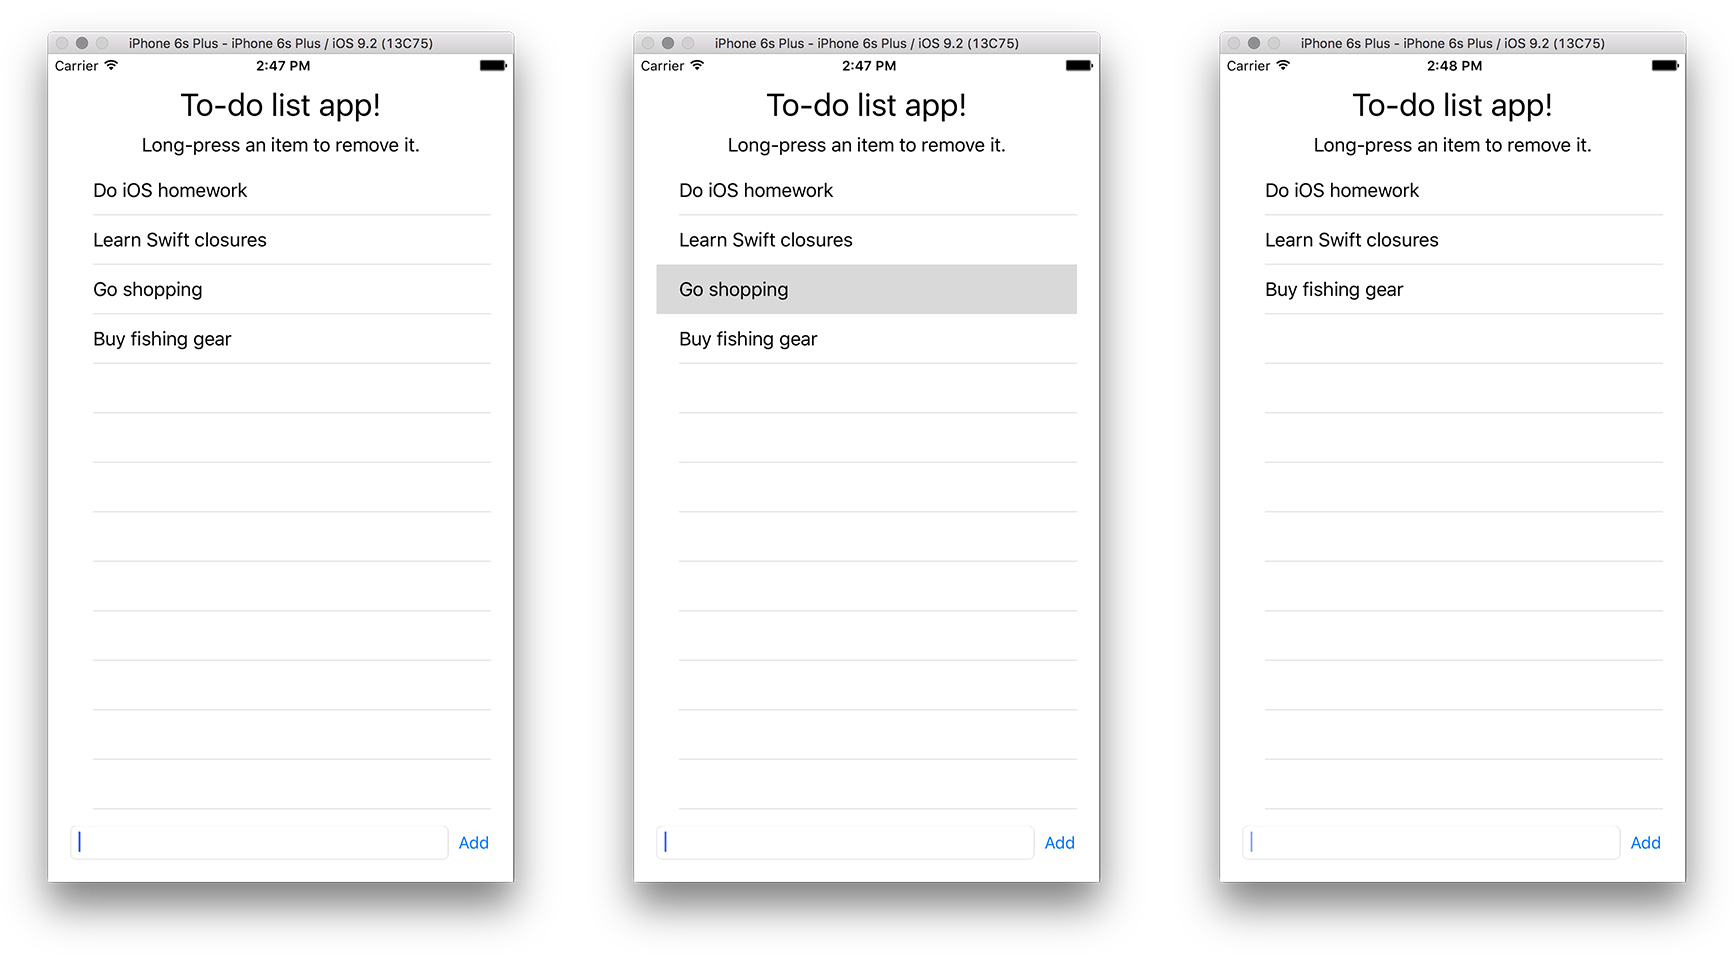 iPhone 6s Plus - iPhone 6s Plus / iOS 9.2 (13C75)
Carrier 2:47 PM
To-do list app!
Long-press an item to remove it.
Do iOS homework
Learn Swift closures
Go shopping
Buy fishing gear
Add
iPhone 6s Plus - iPhone 6s Plus / iOS 9.2 (13C75)
Carrier 2:47 PM
To-do list app!
Long-press an item to remove it.
Do iOS homework
Learn Swift closures
Go shopping
Buy fishing gear
Add
iPhone 6s Plus - iPhone 6s Plus / iOS 9.2 (13C75)
Carrier 2:48 PM
To-do list app!
Long-press an item to remove it.
Do iOS homework
Learn Swift closures
Buy fishing gear
Add